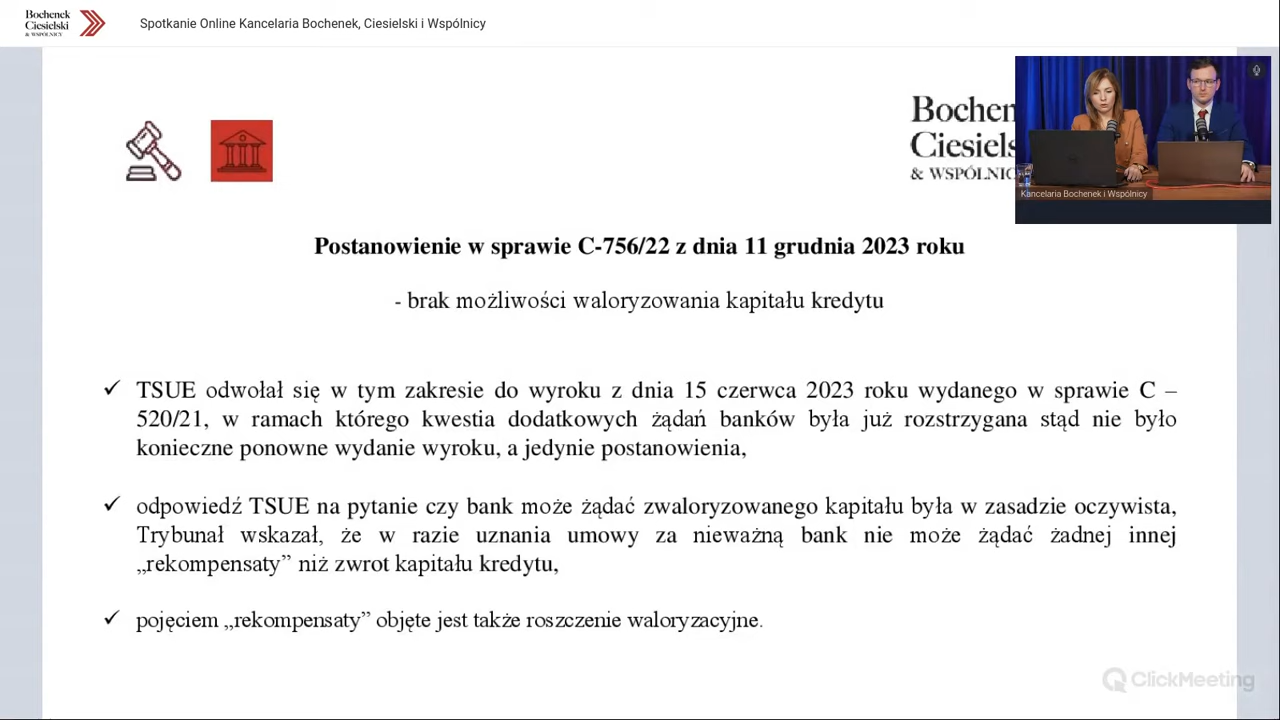 Bochenek
Ciesielski
& WSPÓLNICY
Spotkanie Online Kancelaria Bochenek, Ciesielski i Wspólnicy
Bochen
Ciesiels
& WSPÓLNIC
Kancelaria Bochenek i Wspólnicy
Postanowienie w sprawie C-756/22 z dnia 11 grudnia 2023 roku
- brak możliwości waloryzowania kapitału kredytu
✓ TSUE odwołał się w tym zakresie do wyroku z dnia 15 czerwca 2023 roku wydanego w sprawie C –
520/21, w ramach którego kwestia dodatkowych żądań banków była już rozstrzygana stąd nie było
konieczne ponowne wydanie wyroku, a jedynie postanowienia,
✓ odpowiedź TSUE na pytanie czy bank może żądać zwaloryzowanego kapitału była w zasadzie oczywista,
Trybunał wskazał, że w razie uznania umowy za nieważną bank nie może żądać żadnej innej
„rekompensaty” niż zwrot kapitału kredytu,
✓ pojęciem „rekompensaty” objęte jest także roszczenie waloryzacyjne.
ClickMeeting